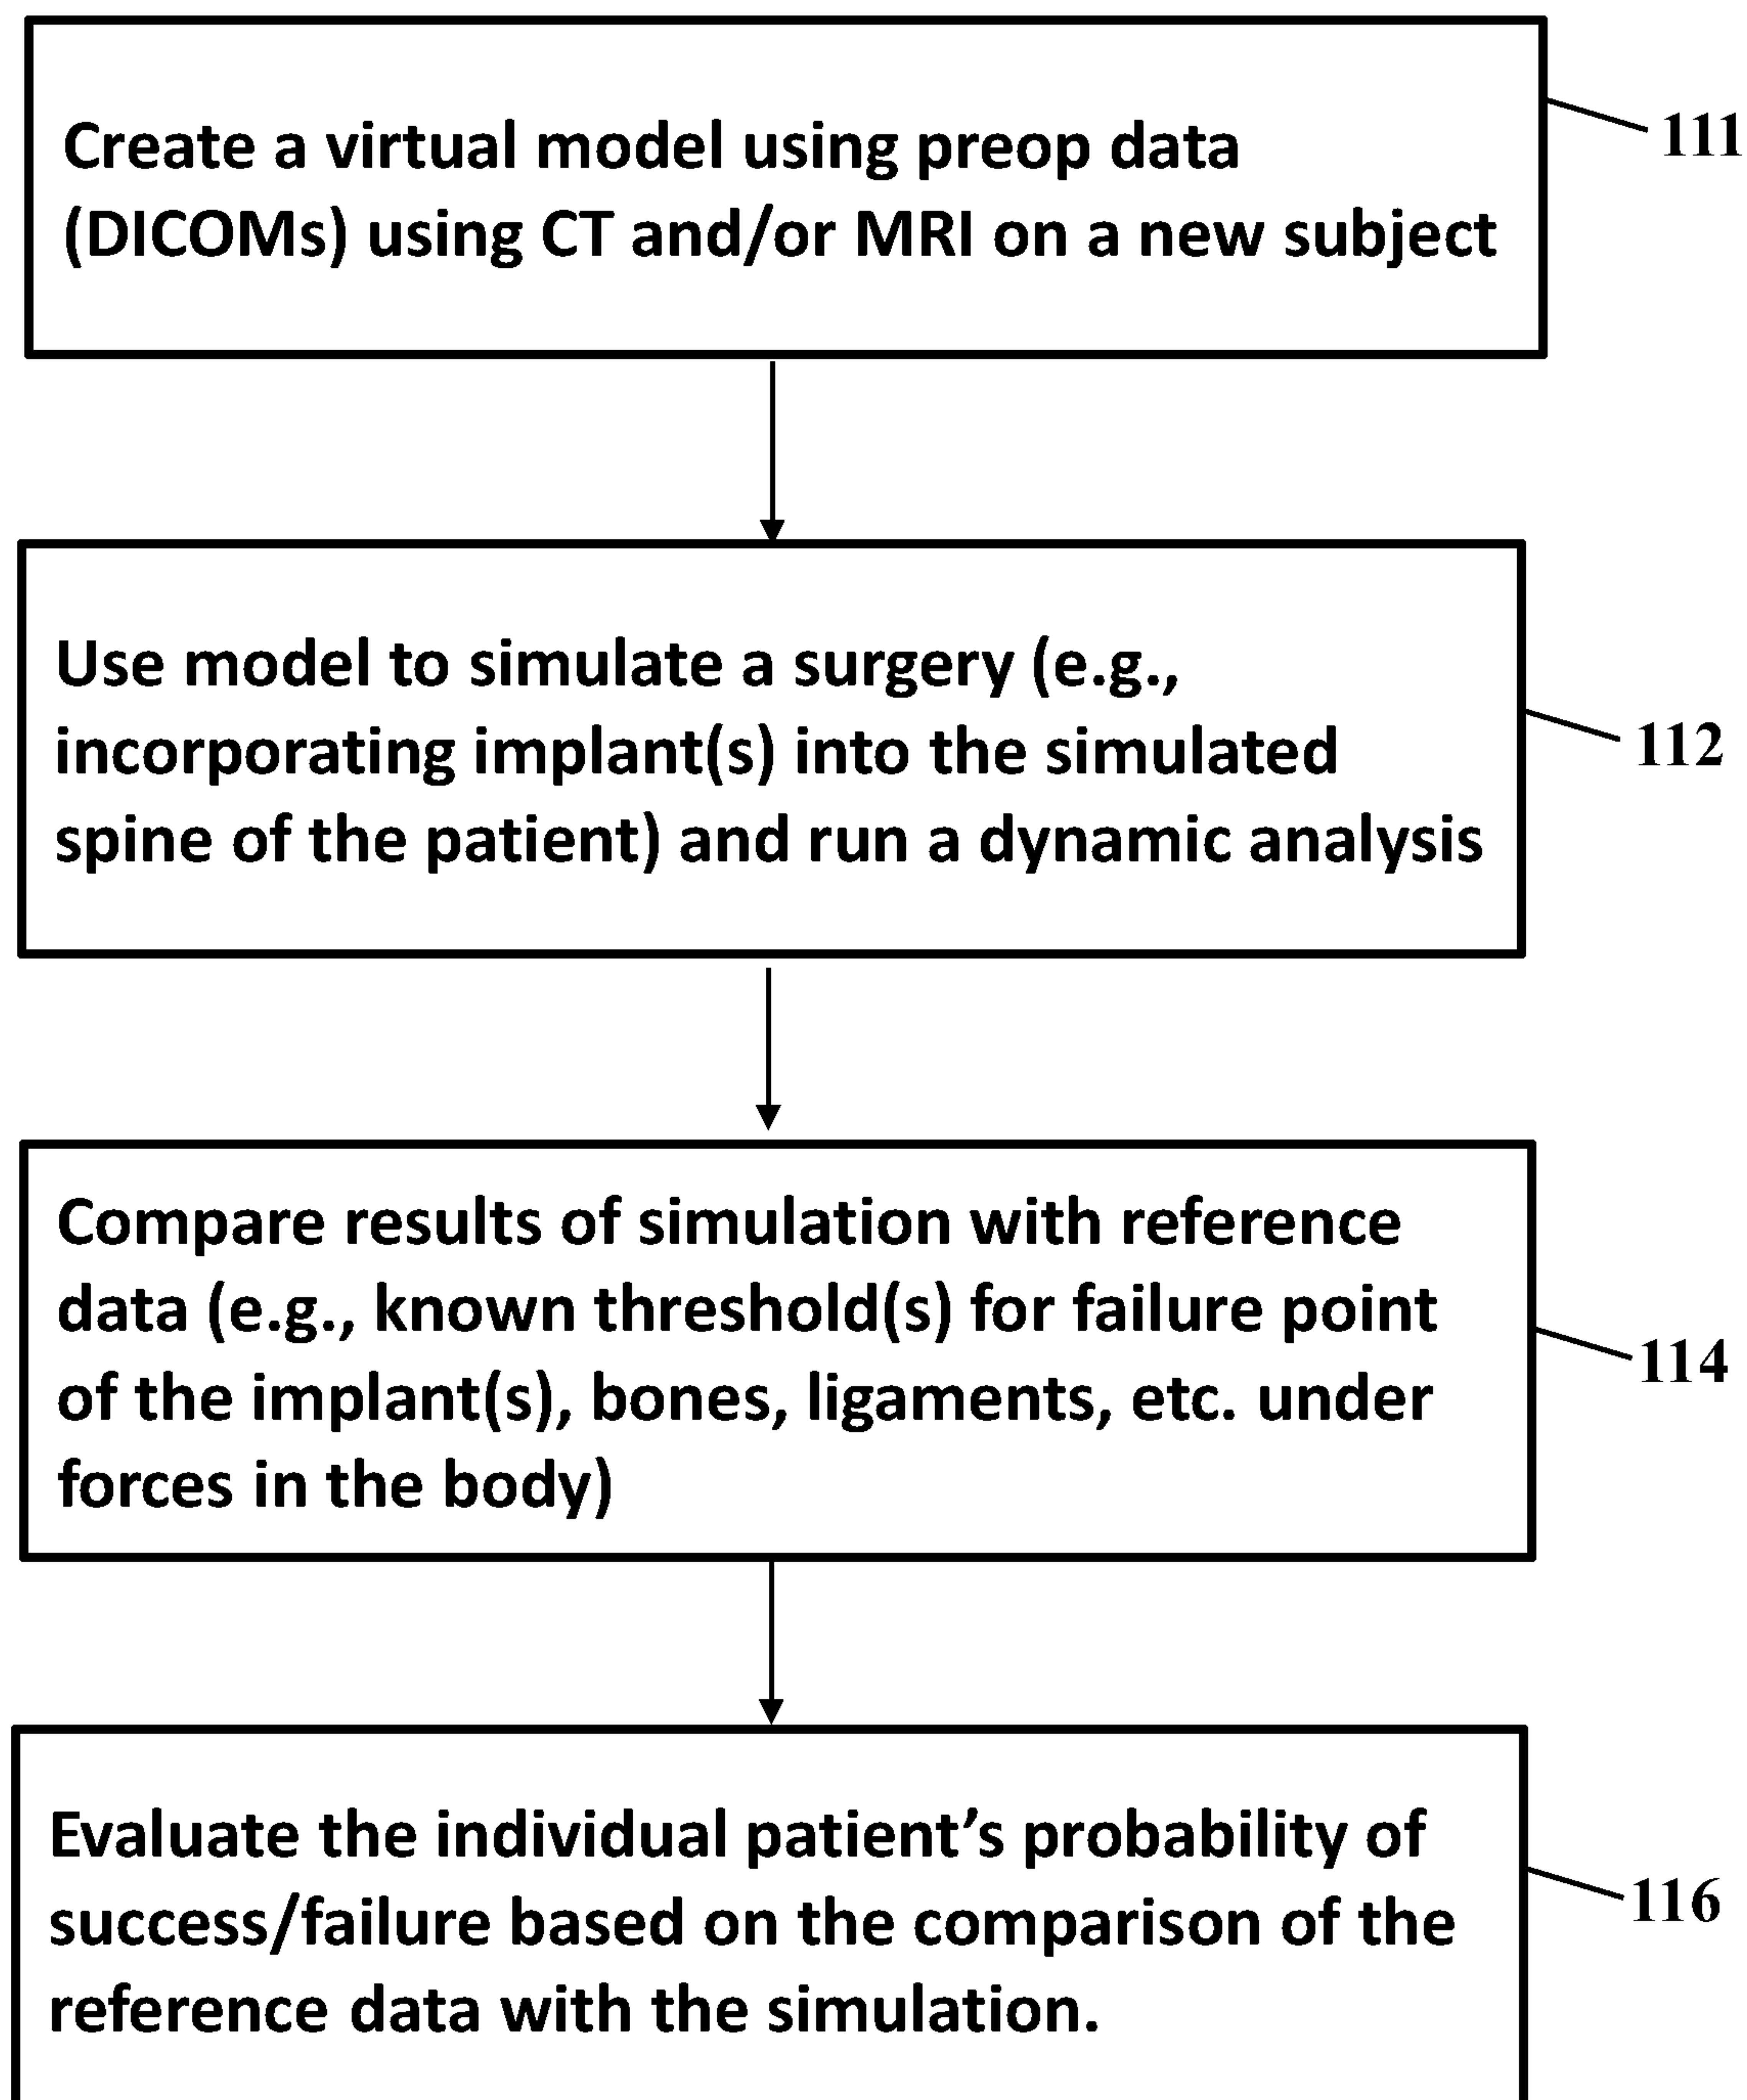 Create a virtual model using preop data
(DICOMs) using CT and/or MRI on a new subject
111
Use model to simulate a surgery (e.g.,
incorporating implant(s) into the simulated
spine of the patient) and run a dynamic analysis
112
Compare results of simulation with reference
data (e.g., known threshold(s) for failure point
of the implant(s), bones, ligaments, etc. under
forces in the body)
114
Evaluate the individual patient’s probability of
success/failure based on the comparison of the
reference data with the simulation.
116